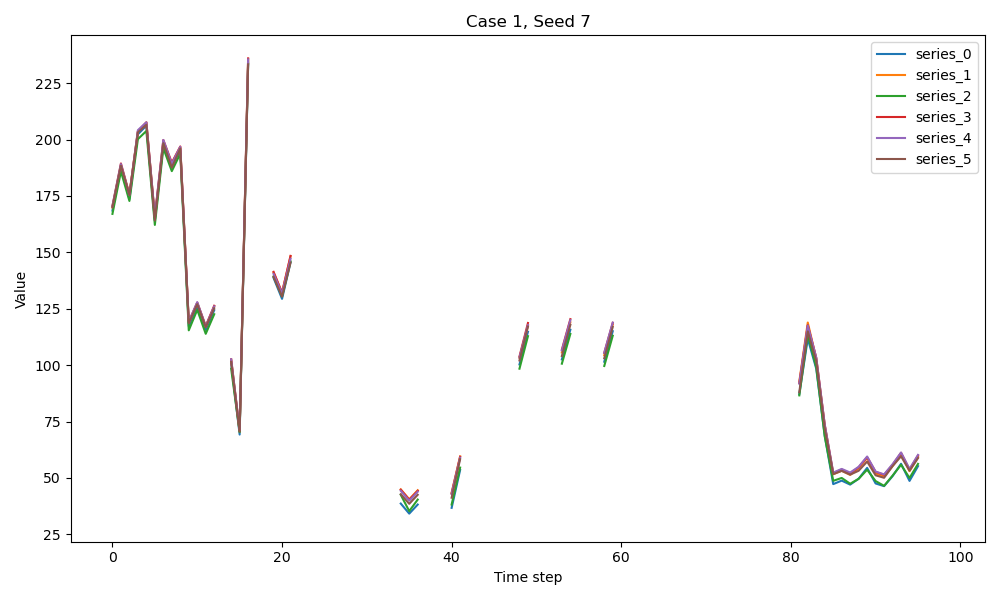 Case 1, Seed 7
Value
225
200
175
150
125
100
75
50
25
0
20
40
60
80
100
Time step
series_0
series_1
series_2
series_3
series_4
series_5